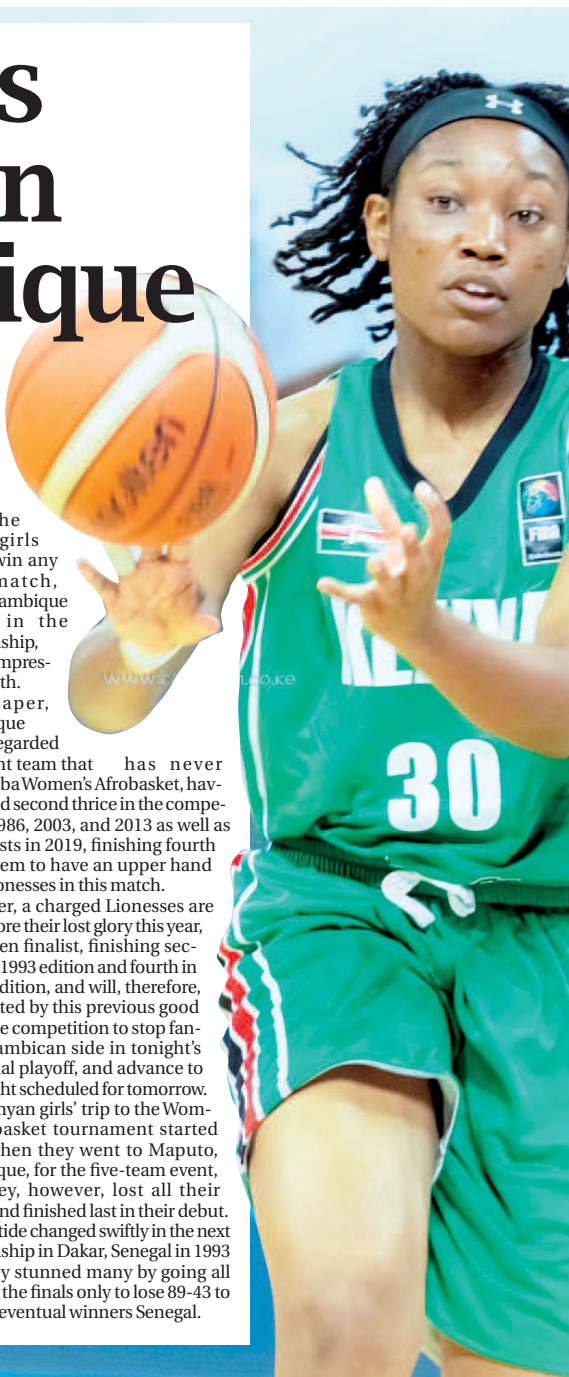 s
n
ique
he
girls
win any
match,
ambique
in the
nship,
mpres-
th.
aper,
que
egarded
nt team that has never
ba Women's Afrobasket, hav-
d second thrice in the compe-
986, 2003, and 2013 as well as
sts in 2019, finishing fourth
em to have an upper hand
onesses in this match.
er, a charged Lionesses are
ore their lost glory this year,
en finalist, finishing sec-
1993 edition and fourth in
dition, and will, therefore,
ted by this previous good
e competition to stop fan-
ambican side in tonight's
al playoff, and advance to
ght scheduled for tomorrow.
nyan girls' trip to the Wom-
basket tournament started
when they went to Maputo,
que, for the five-team event,
ey, however, lost all their
nd finished last in their debut.
tide changed swiftly in the next
nship in Dakar, Senegal in 1993
y stunned many by going all
the finals only to lose 89-43 to
eventual winners Senegal.
FIBA
30